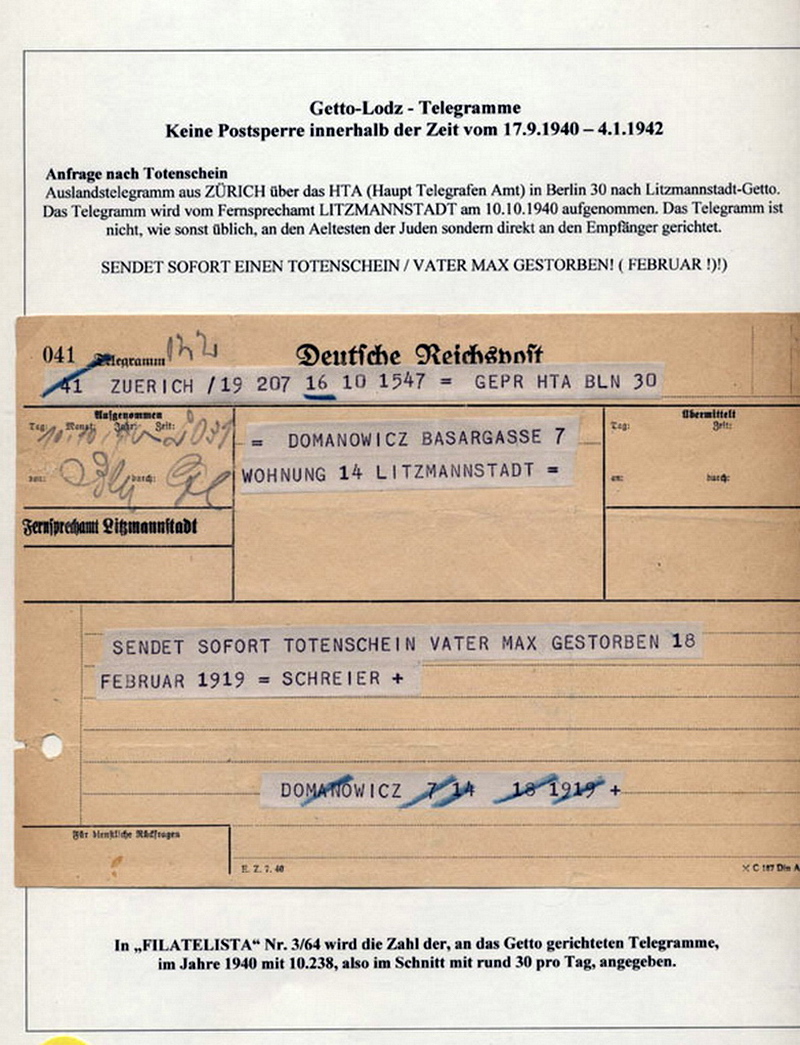 Getto-Lodz - Telegramme
Keine Postsperre innerhalb der Zeit vom 17.9.1940 – 4.1.1942
Anfrage nach Totenschein
Auslandstelegramm aus ZÜRICH über das HTA (Haupt Telegrafen Amt) in Berlin 30 nach Litzmannstadt-Getto.
Das Telegramm wird vom Fernsprechamt LITZMANNSTADT am 10.10.1940 aufgenommen. Das Telegramm ist
nicht, wie sonst üblich, an den Aeltesten der Juden sondern direkt an den Empfänger gerichtet.
SENDET SOFORT EINEN TOTENSCHEIN / VATER MAX GESTORBEN! ( FEBRUAR !)!)
041 Telegramm Deutsche Reichspost
41 ZUERICH /19 207 16 10 1547 = GEPR HTA BLN 30
Aufgenommen
Tag: Monat: Jahr: Zeit:
von: durch:
Fernsprechamt Litzmannstadt
= DOMANOWICZ BASARGASSE 7
WOHNUNG 14 LITZMANNSTADT =
Übermittelt
Tag: Zeit:
an: durch:
SENDET SOFORT TOTENSCHEIN VATER MAX GESTORBEN 18
FEBRUAR 1919 = SCHREIER +
DOMANOWICZ 7 14 18 1919 +
Für dienstliche Rückfragen
E. Z. 7. 40
X C 187 Din A
In „FILATELISTA“ Nr. 3/64 wird die Zahl der, an das Getto gerichteten Telegramme,
im Jahre 1940 mit 10.238, also im Schnitt mit rund 30 pro Tag, angegeben.